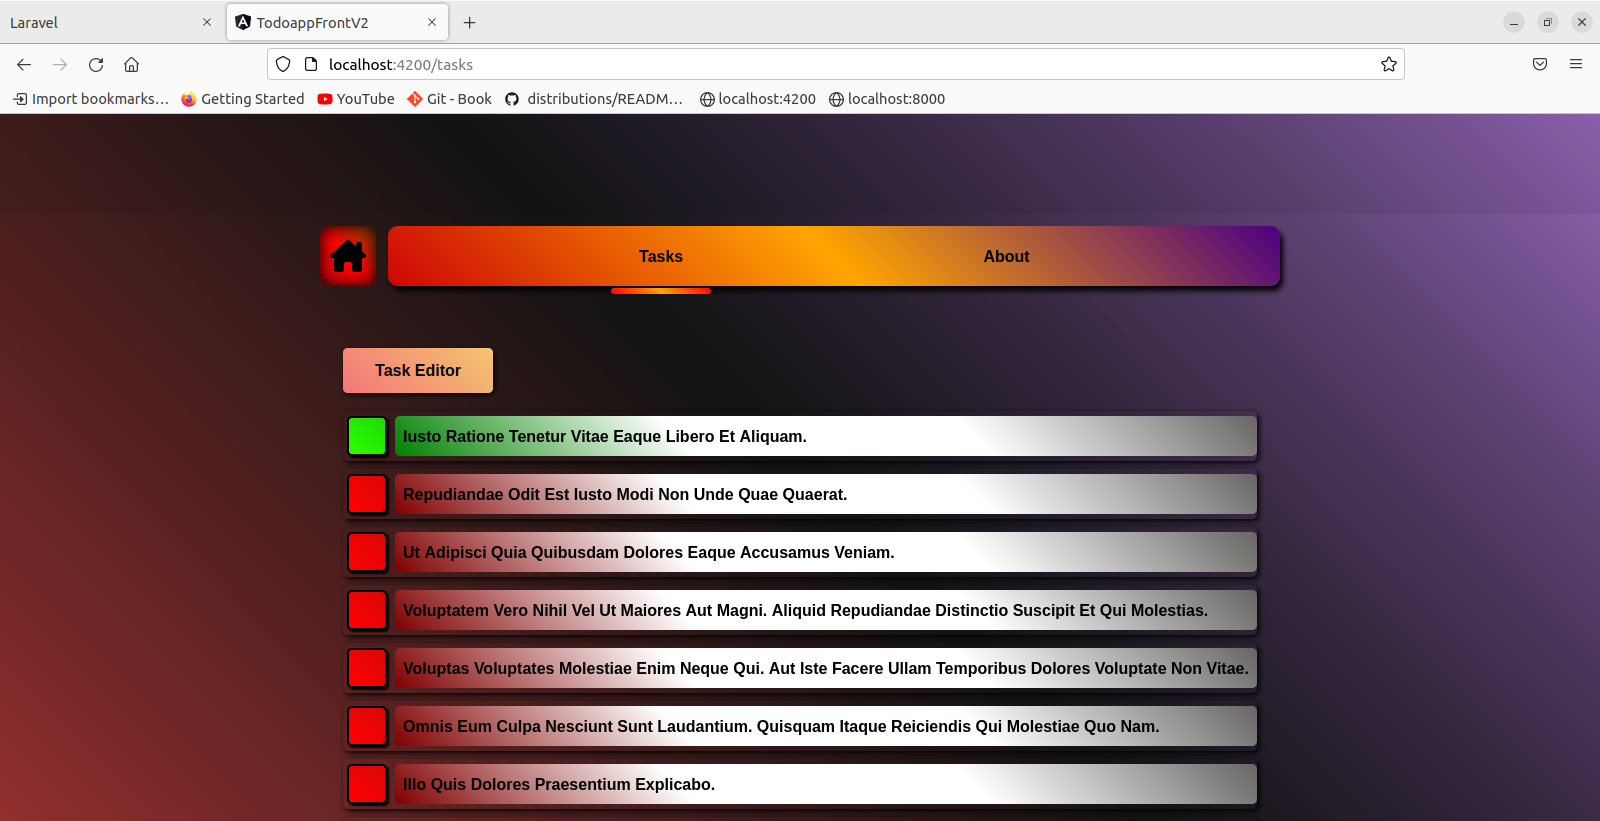 Laravel
TodoappFrontV2
localhost:4200/tasks
Import bookmarks…
Getting Started
YouTube
Git - Book
distributions/READM…
localhost:4200
localhost:8000
Tasks
About
Task Editor
Iusto Ratione Tenetur Vitae Eaque Libero Et Aliquam.
Repudiandae Odit Est Iusto Modi Non Unde Quae Quaerat.
Ut Adipisci Quia Quibusdam Dolores Eaque Accusamus Veniam.
Voluptatem Vero Nihil Vel Ut Maiores Aut Magni. Aliquid Repudiandae Distinctio Suscipit Et Qui Molestias.
Voluptas Voluptates Molestiae Enim Neque Qui. Aut Iste Facere Ullam Temporibus Dolores Voluptate Non Vitae.
Omnis Eum Culpa Nesciunt Sunt Laudantium. Quisquam Itaque Reiciendis Qui Molestiae Quo Nam.
Illo Quis Dolores Praesentium Explicabo.